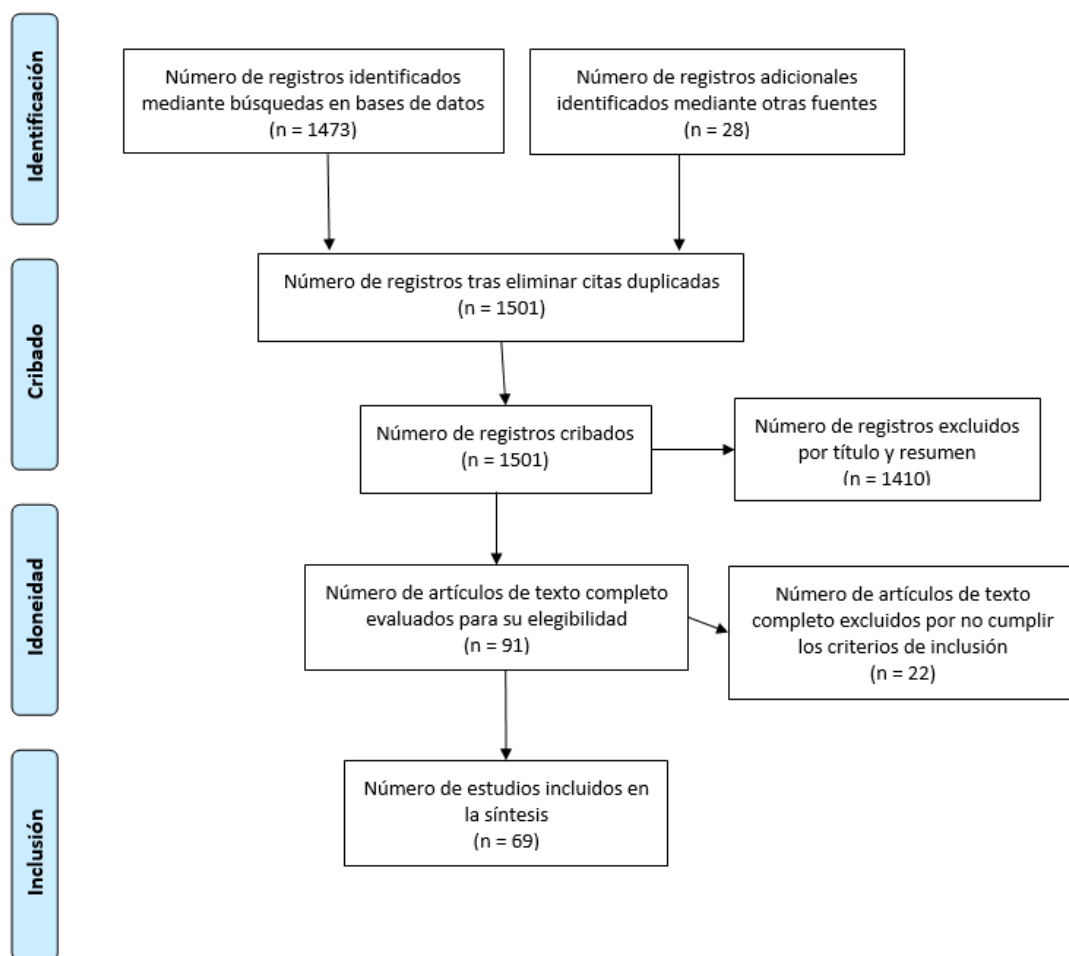 Identificación
Número de registros identificados
mediante búsquedas en bases de datos
(n = 1473)
Número de registros adicionales
identificados mediante otras fuentes
(n = 28)
Cribado
Número de registros tras eliminar citas duplicadas
(n = 1501)
Número de registros cribados
(n = 1501)
Número de registros excluidos
por título y resumen
(n = 1410)
Idoneidad
Número de artículos de texto completo
evaluados para su elegibilidad
(n = 91)
Número de artículos de texto
completo excluidos por no cumplir
los criterios de inclusión
(n = 22)
Inclusión
Número de estudios incluidos en
la síntesis
(n = 69)